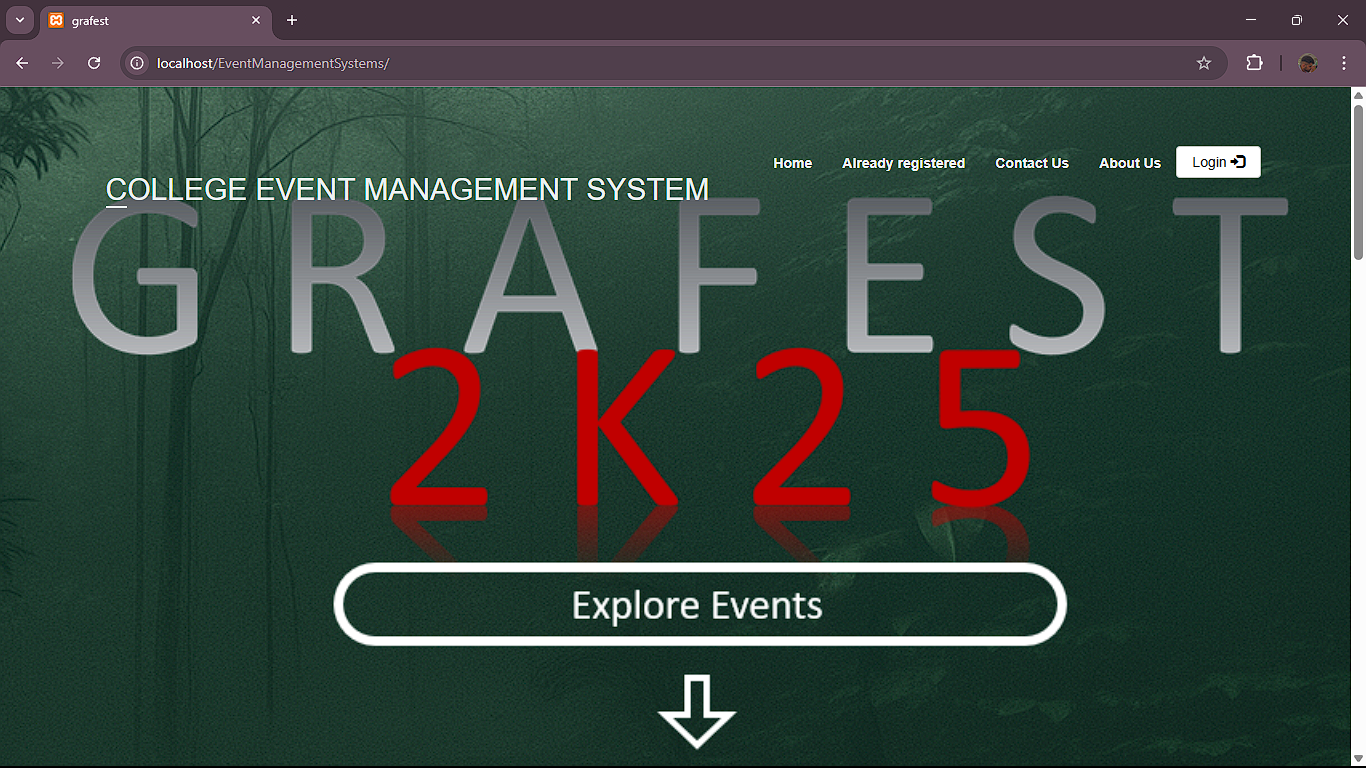 grafest
localhost/EventManagementSystems/
Home Already registered Contact Us About Us Login
COLLEGE EVENT MANAGEMENT SYSTEM
GRAFEST
2K25
Explore Events